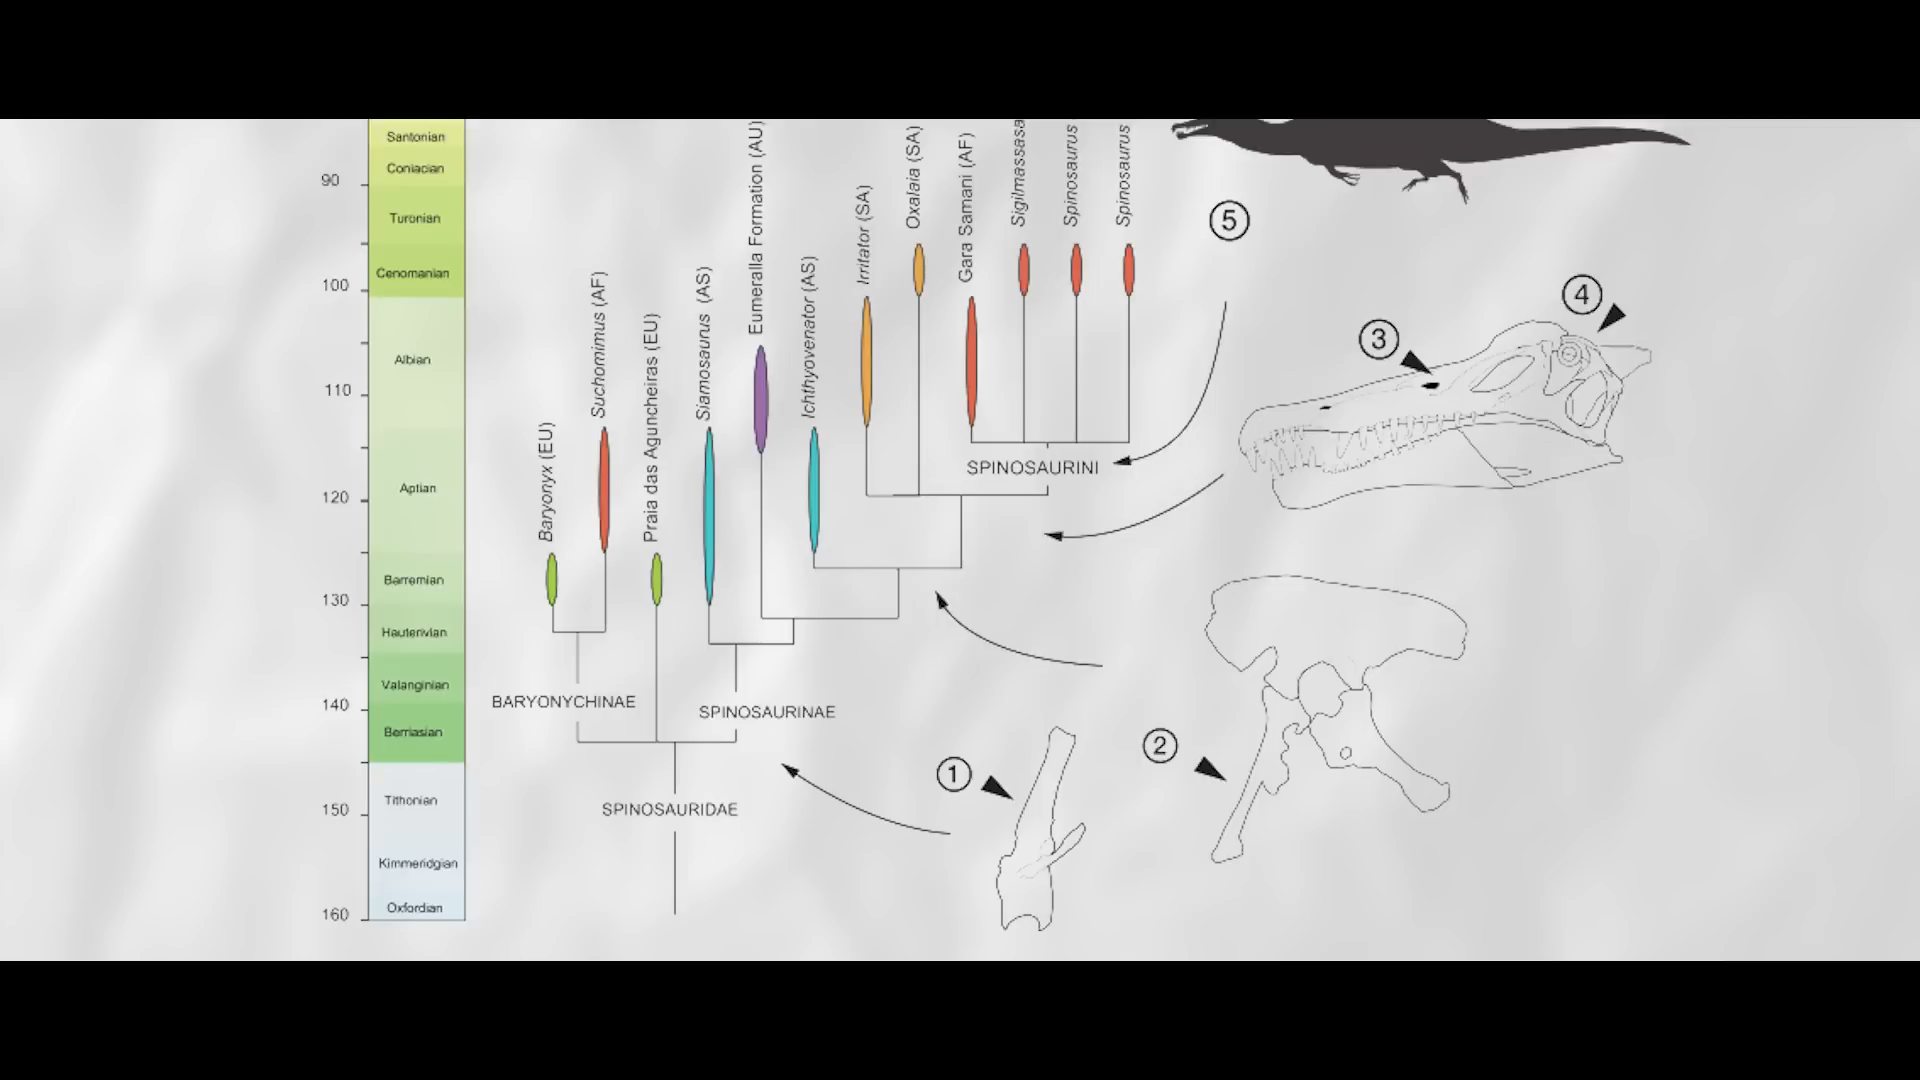 Santonian
Coniacian
90
Turonian
Cenomanian
100
Albian
110
Aptian
120
Barremian
130
Hauterivian
Valanginian
140
Berriasian
Tithonian
150
Kimmeridgian
Oxfordian
160
Baryonyx (EU)
Suchomimus (AF)
Praia das Aguncheiras (EU)
Siamosaurus (AS)
Eumeralla Formation (AU)
Ichthyovenator (AS)
Irritator (SA)
Oxalaia (SA)
Gara Samani (AF)
Sigilmassasa
Spinosaurus
Spinosaurus
SPINOSAURINI
BARYONYCHINAE
SPINOSAURINAE
SPINOSAURIDAE
5
4
3
2
1